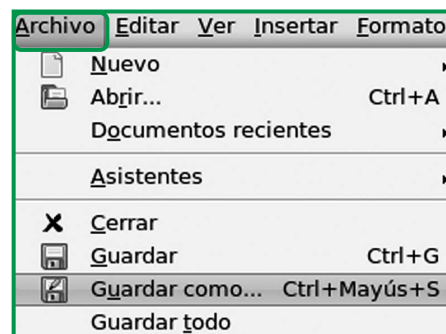 Archivo Editar Ver Insertar Formato
Nuevo
Abrir... Ctrl+A
Documentos recientes
Asistentes
Cerrar
Guardar Ctrl+G
Guardar como... Ctrl+Mayús+S
Guardar todo